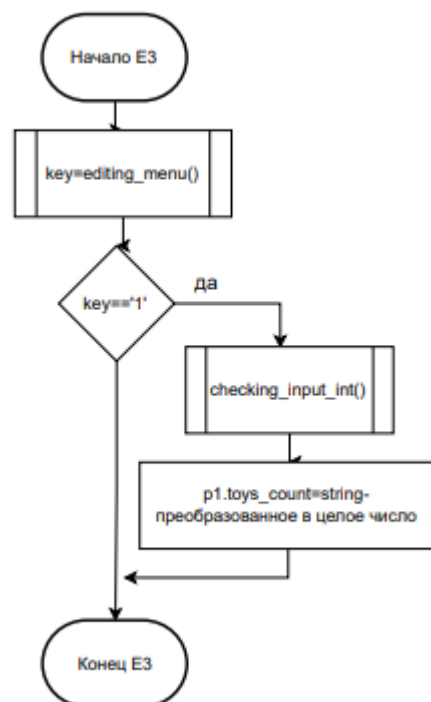 Начало E3
key=editing_menu()
key=='1'
да
checking_input_int()
p1.toys_count=string-
преобразованное в целое число
Конец E3